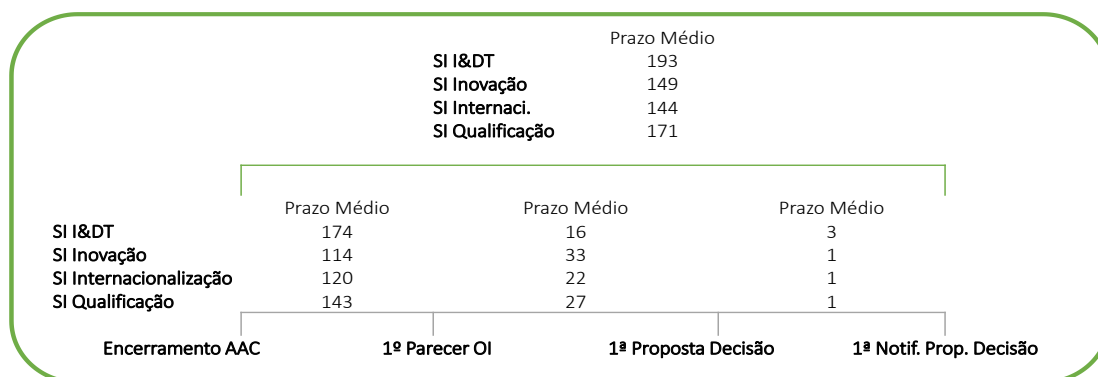 Prazo Médio
SI I&DT 193
SI Inovação 149
SI Internaci. 144
SI Qualificação 171
Prazo Médio Prazo Médio Prazo Médio
SI I&DT 174 16 3
SI Inovação 114 33 1
SI Internacionalização 120 22 1
SI Qualificação 143 27 1
Encerramento AAC 1º Parecer OI 1ª Proposta Decisão 1ª Notif. Prop. Decisão